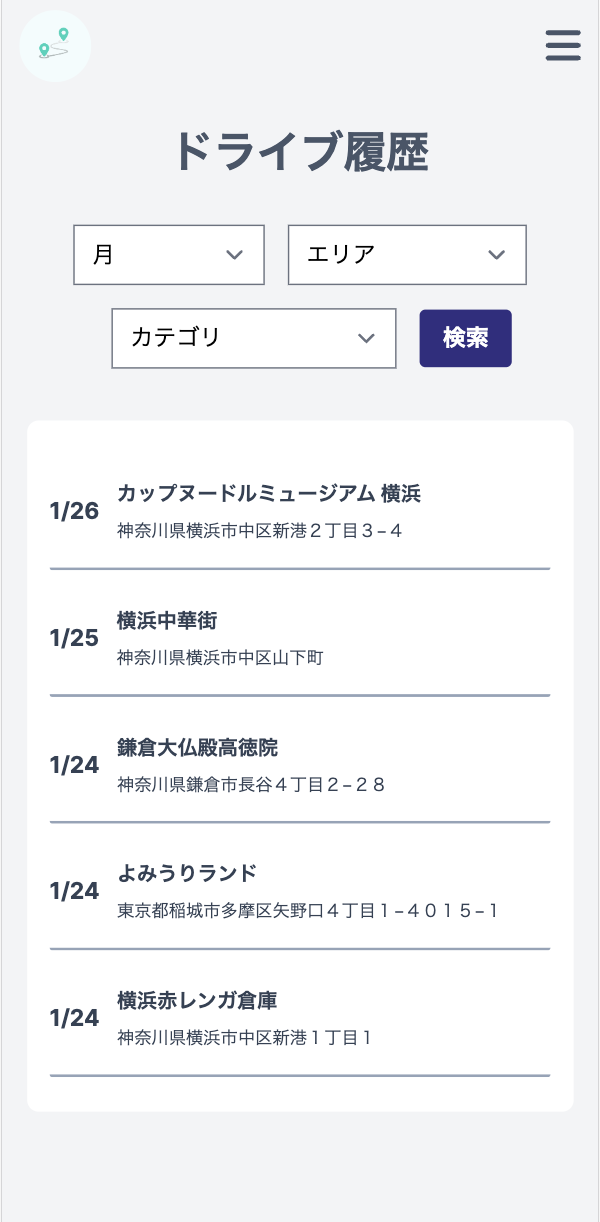 ドライブ履歴
月
エリア
カテゴリ
検索
1/26
カップヌードルミュージアム 横浜
神奈川県横浜市中区新港２丁目３−４
1/25
横浜中華街
神奈川県横浜市中区山下町
1/24
鎌倉大仏殿高徳院
神奈川県鎌倉市長谷４丁目２−２８
1/24
よみうりランド
東京都稲城市多摩区矢野口４丁目１−４０１５−１
1/24
横浜赤レンガ倉庫
神奈川県横浜市中区新港１丁目１